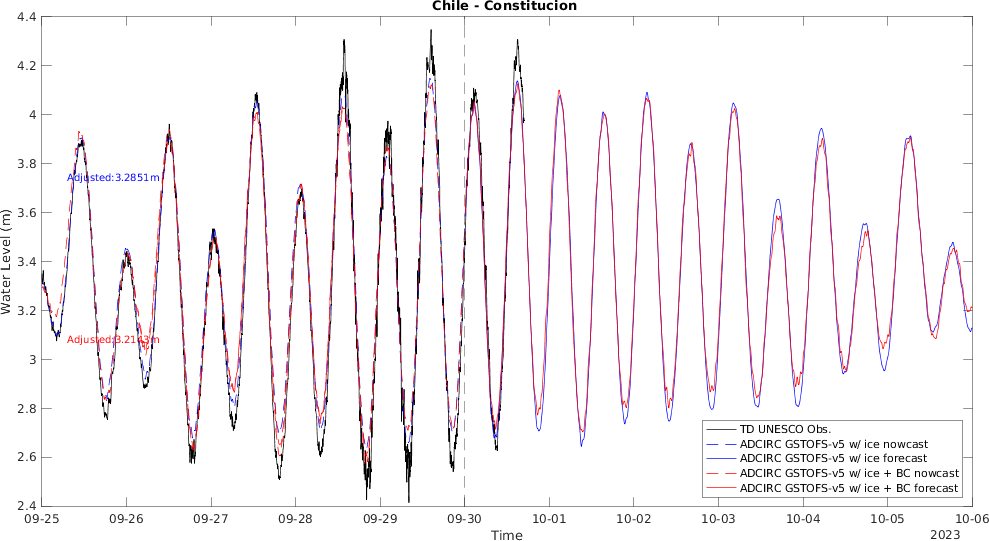 Chile - Constitucion
Water Level (m)
4.4
4.2
4
3.8
3.6
3.4
3.2
3
2.8
2.6
2.4
Adjusted:3.2851m
Adjusted:3.2143m
TD UNESCO Obs.
ADCIRC GSTOFS-v5 w/ ice nowcast
ADCIRC GSTOFS-v5 w/ ice forecast
ADCIRC GSTOFS-v5 w/ ice + BC nowcast
ADCIRC GSTOFS-v5 w/ ice + BC forecast
09-25 09-26 09-27 09-28 09-29 09-30 10-01 10-02 10-03 10-04 10-05 10-06
Time
2023